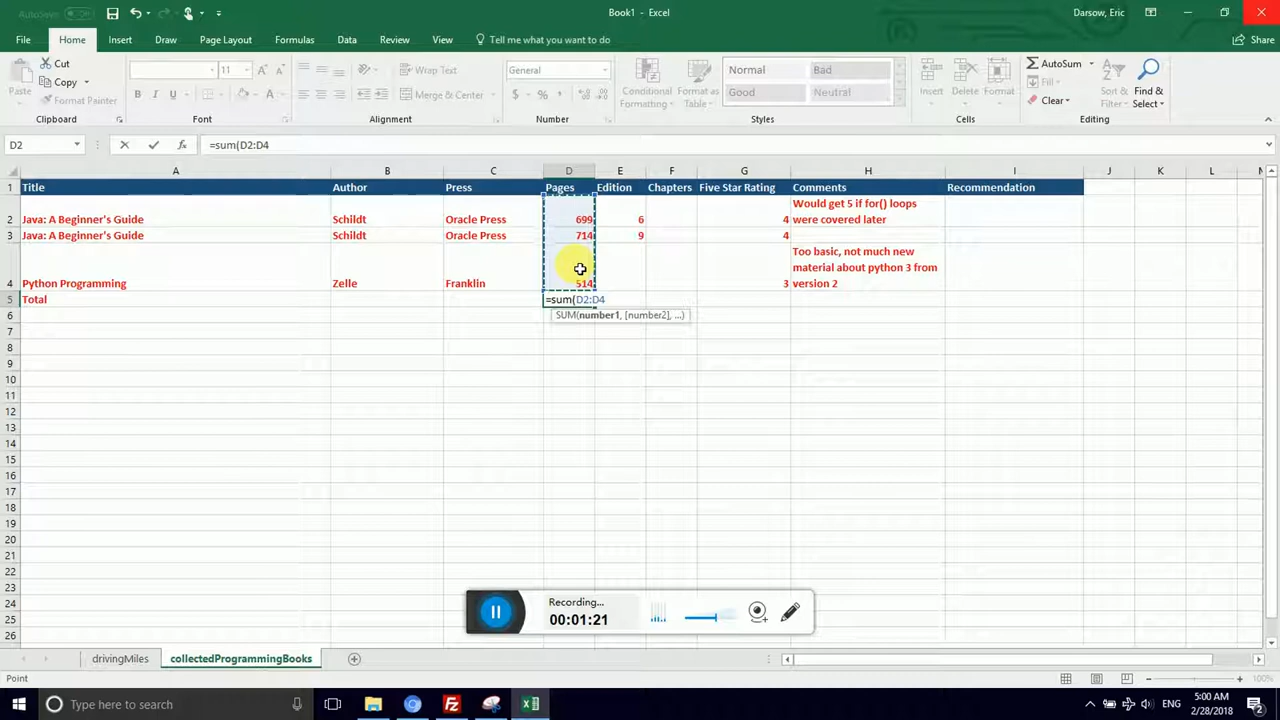 AutoSave Off
Book1 - Excel
Darsow, Eric
File Home Insert Draw Page Layout Formulas Data Review View Tell me what you want to do Share
Paste
Cut
Copy
Format Painter
Clipboard
11 A A
B I U
Font
Wrap Text
Merge & Center
Alignment
General
$ % ,
Number
Conditional Formatting
Format as Table
Normal Bad
Good Neutral
Styles
Insert Delete Format
Cells
AutoSum
Fill
Clear
Sort & Filter
Find & Select
Editing
D2 fx =sum(D2:D4
A B C D E F G H I J K L M
1 Title Author Press Pages Edition Chapters Five Star Rating Comments Recommendation
Would get 5 if for() loops
2 Java: A Beginner's Guide Schildt Oracle Press 699 6 4 were covered later
3 Java: A Beginner's Guide Schildt Oracle Press 714 9 4
Too basic, not much new
material about python 3 from
4 Python Programming Zelle Franklin 514 3 version 2
5 Total =sum(D2:D4
6
SUM(number1, [number2], ...)
7
8
9
10
11
12
13
14
15
16
17
18
19
20
21
22
23
24
25
26
Recording...
00:01:21
drivingMiles collectedProgrammingBooks
Point
100%
Type here to search
ENG
5:00 AM
2/28/2018
2